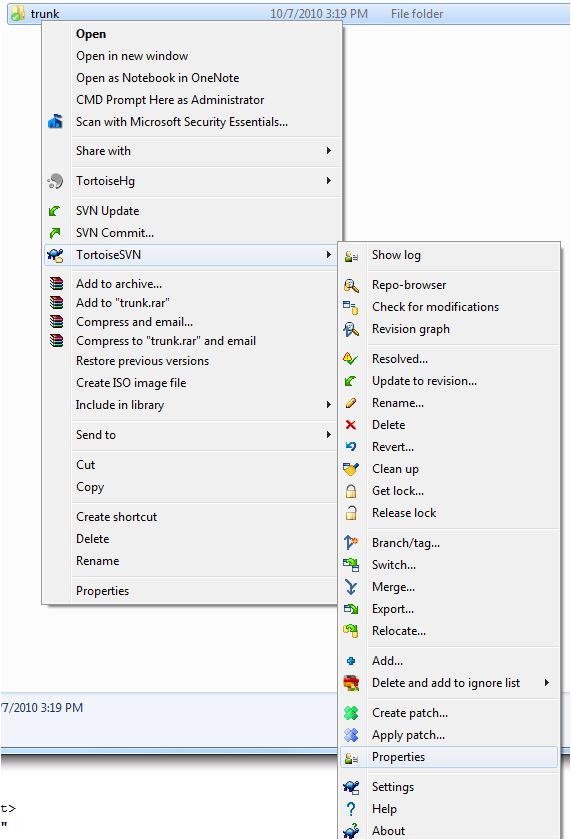 trunk 10/7/2010 3:19 PM File folder
Open
Open in new window
Open as Notebook in OneNote
CMD Prompt Here as Administrator
Scan with Microsoft Security Essentials...
Share with
TortoiseHg
SVN Update
SVN Commit...
TortoiseSVN
Add to archive...
Add to "trunk.rar"
Compress and email...
Compress to "trunk.rar" and email
Restore previous versions
Create ISO image file
Include in library
Send to
Cut
Copy
Create shortcut
Delete
Rename
Properties
Show log
Repo-browser
Check for modifications
Revision graph
Resolved...
Update to revision...
Rename...
Delete
Revert...
Clean up
Get lock...
Release lock
Branch/tag...
Switch...
Merge...
Export...
Relocate...
Add...
Delete and add to ignore list
Create patch...
Apply patch...
Properties
Settings
Help
About
/7/2010 3:19 PM
t>
"